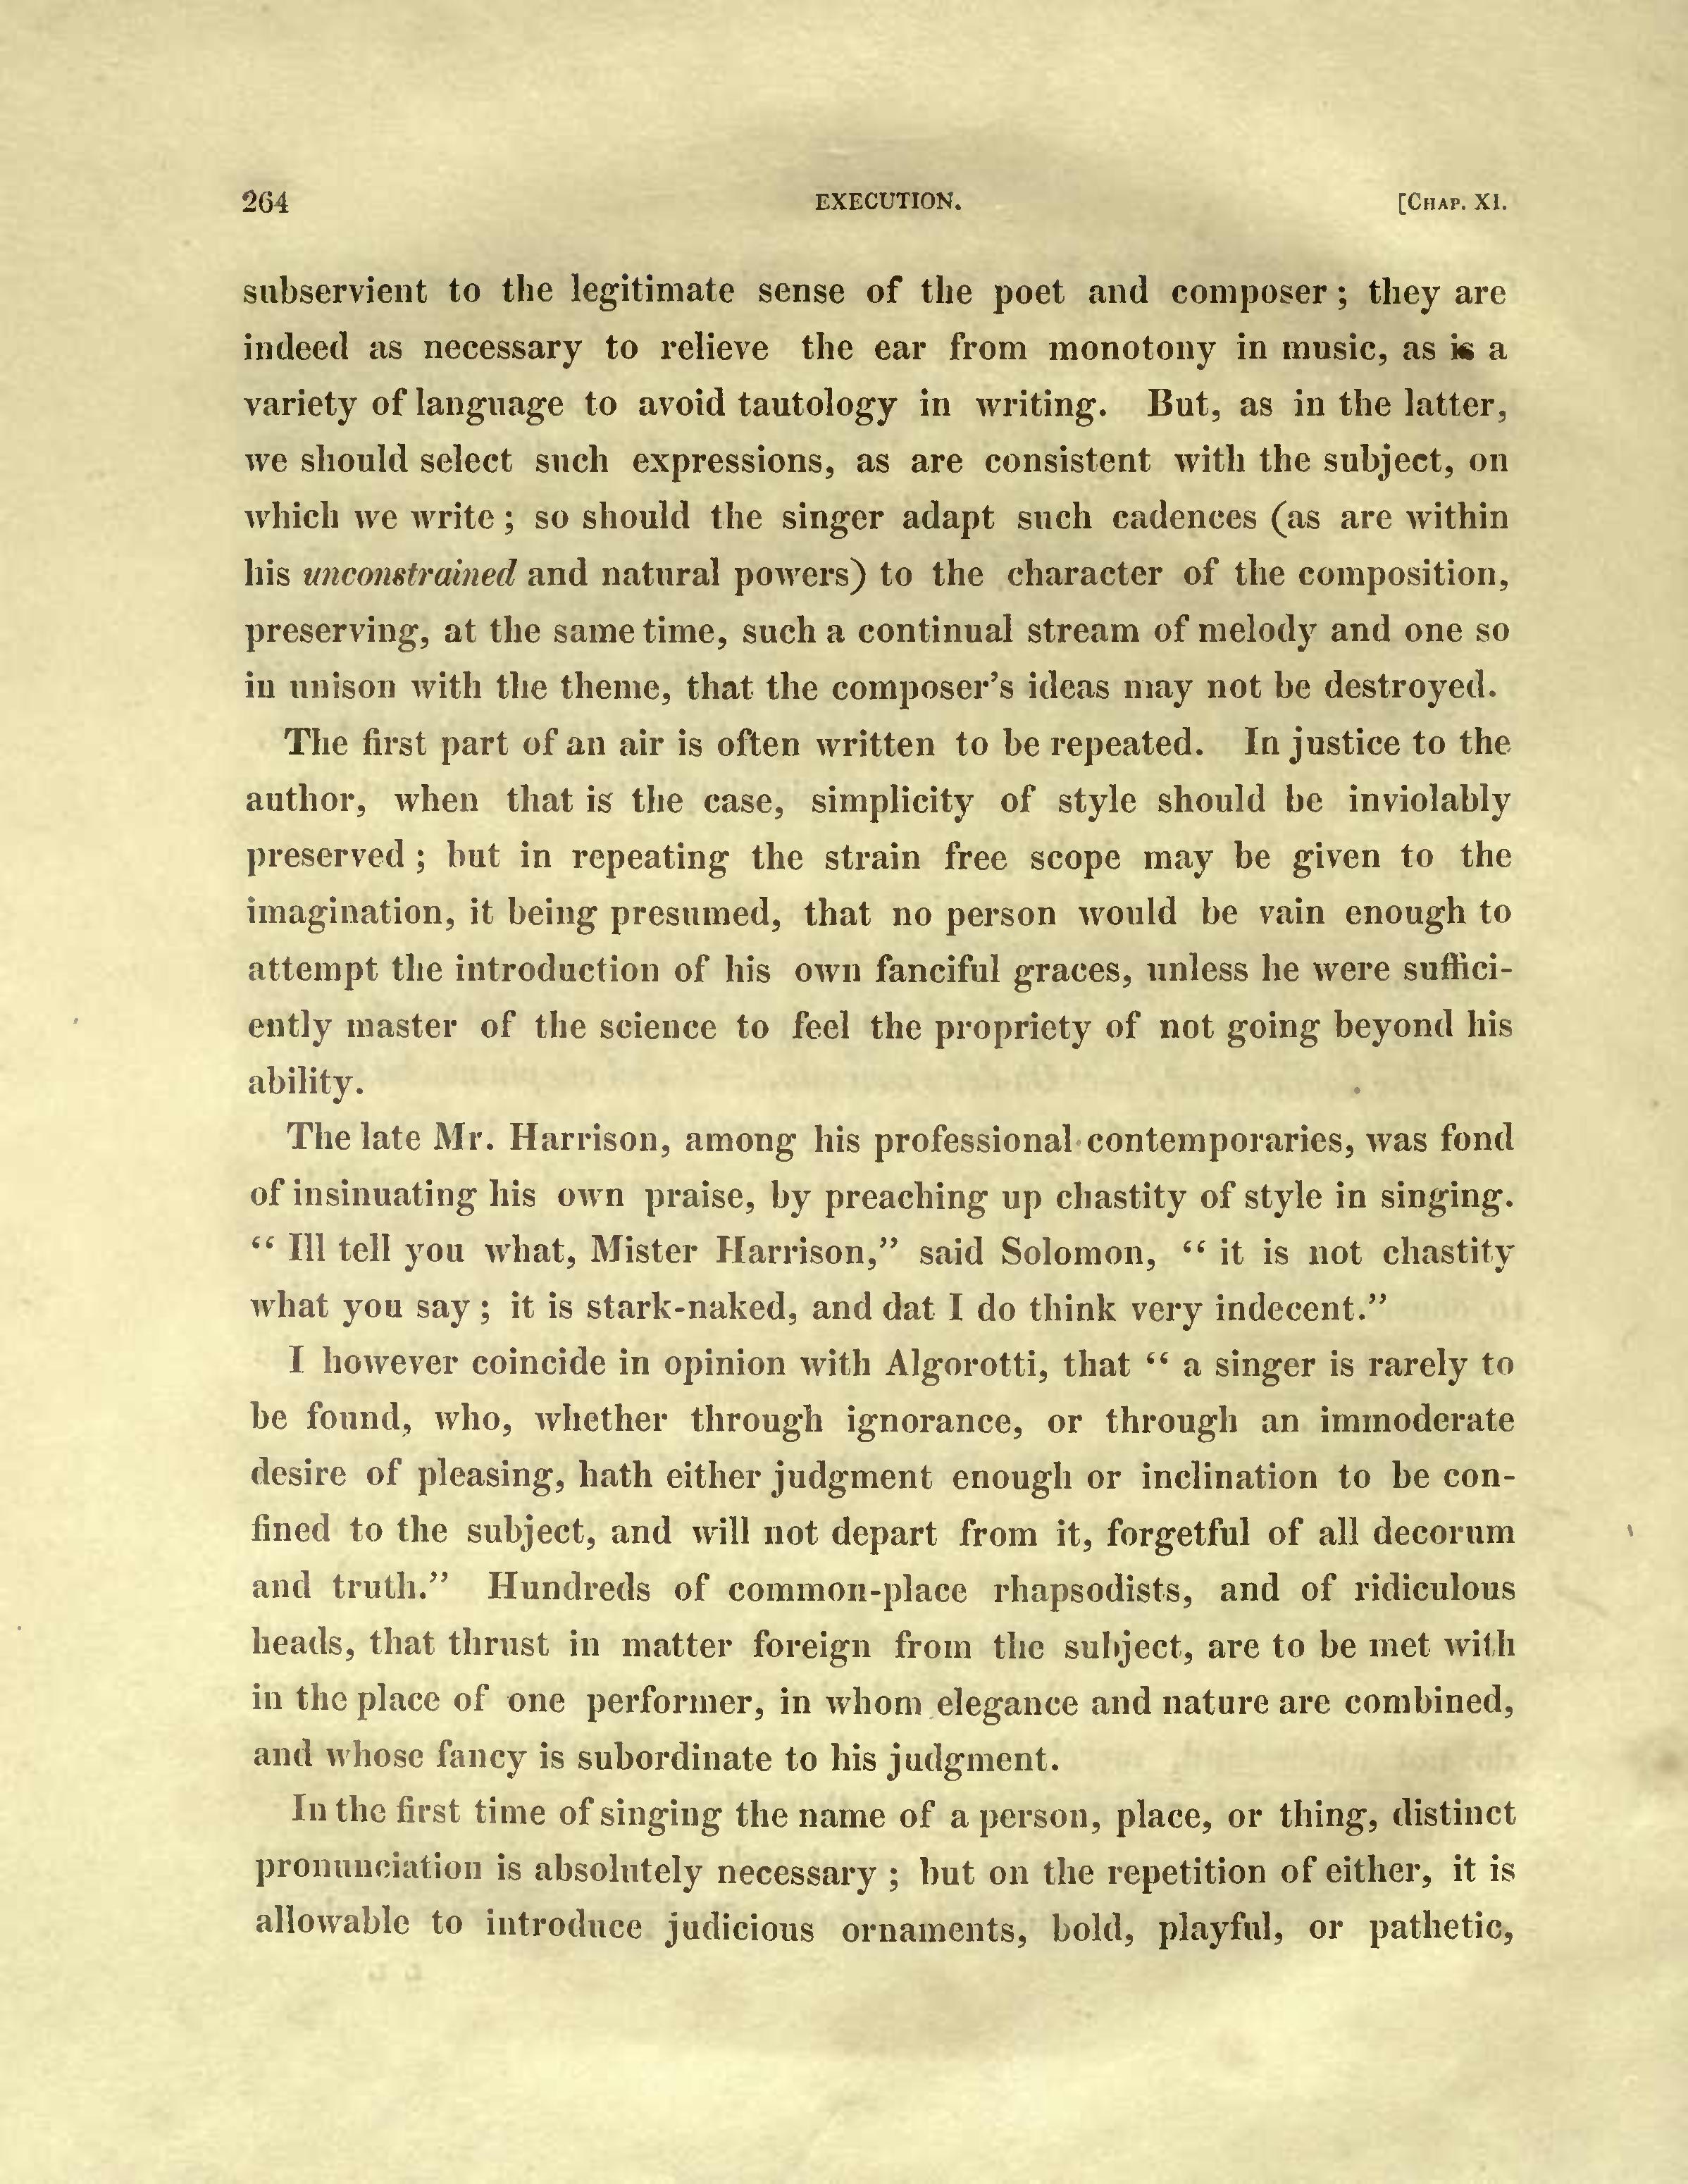 264 EXECUTION. [CHAP. XI.
subservient to the legitimate sense of the poet and composer ; they are
indeed as necessary to relieve the ear from monotony in music, as is a
variety of language to avoid tautology in writing. But, as in the latter,
we should select such expressions, as are consistent with the subject, on
which we write ; so should the singer adapt such cadences (as are within
his unconstrained and natural powers) to the character of the composition,
preserving, at the same time, such a continual stream of melody and one so
in unison with the theme, that the composer’s ideas may not be destroyed.
The first part of an air is often written to be repeated. In justice to the
author, when that is the case, simplicity of style should be inviolably
preserved ; but in repeating the strain free scope may be given to the
imagination, it being presumed, that no person would be vain enough to
attempt the introduction of his own fanciful graces, unless he were suffici-
ently master of the science to feel the propriety of not going beyond his
ability.
The late Mr. Harrison, among his professional contemporaries, was fond
of insinuating his own praise, by preaching up chastity of style in singing.
“ Ill tell you what, Mister Harrison,” said Solomon, “ it is not chastity
what you say ; it is stark-naked, and dat I do think very indecent.”
I however coincide in opinion with Algorotti, that “ a singer is rarely to
be found, who, whether through ignorance, or through an immoderate
desire of pleasing, hath either judgment enough or inclination to be con-
fined to the subject, and will not depart from it, forgetful of all decorum
and truth.” Hundreds of common-place rhapsodists, and of ridiculous
heads, that thrust in matter foreign from the subject, are to be met with
in the place of one performer, in whom elegance and nature are combined,
and whose fancy is subordinate to his judgment.
In the first time of singing the name of a person, place, or thing, distinct
pronunciation is absolutely necessary ; but on the repetition of either, it is
allowable to introduce judicious ornaments, bold, playful, or pathetic,